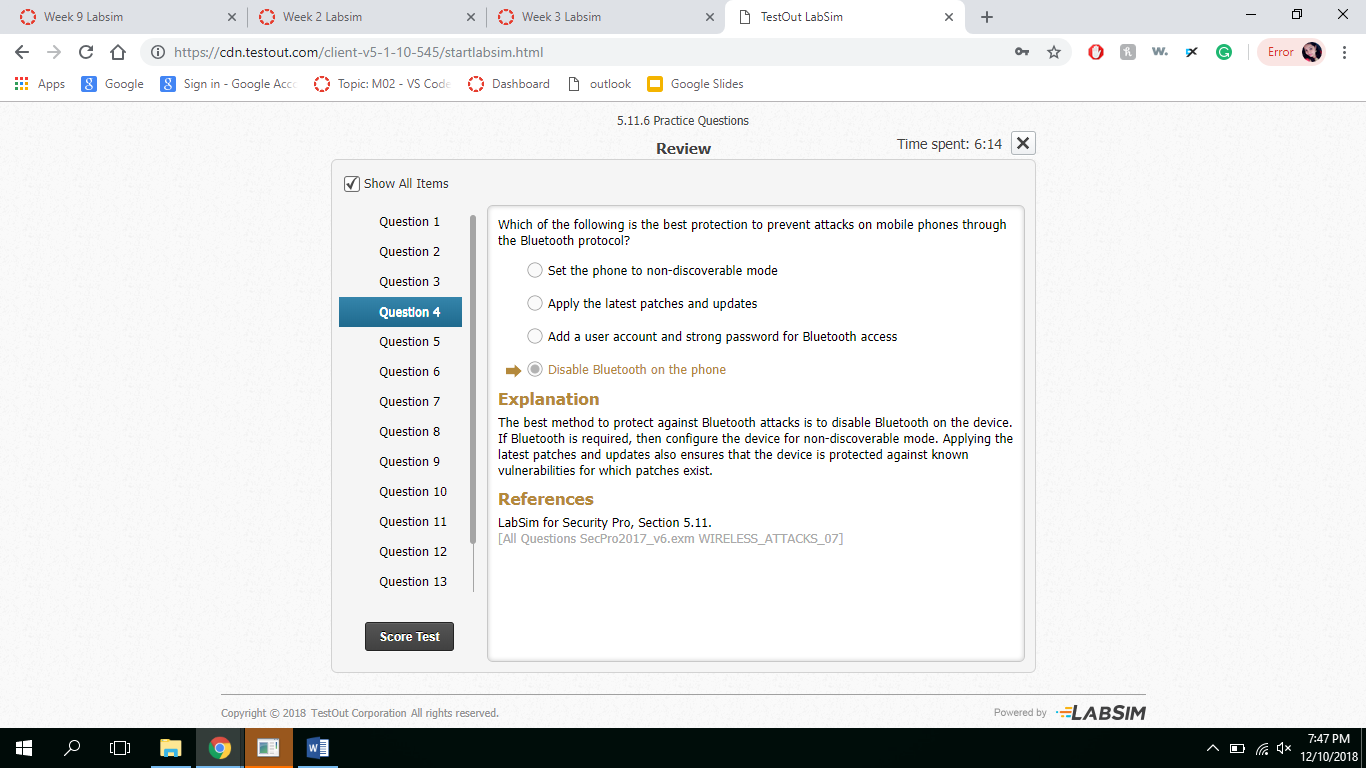 Week 9 Labsim
Week 2 Labsim
Week 3 Labsim
TestOut LabSim
https://cdn.testout.com/client-v5-1-10-545/startlabsim.html
Error
Apps
Google
Sign in - Google Acc
Topic: M02 - VS Code
Dashboard
outlook
Google Slides
5.11.6 Practice Questions
Review
Time spent: 6:14
Show All Items
Question 1
Question 2
Question 3
Question 4
Question 5
Question 6
Question 7
Question 8
Question 9
Question 10
Question 11
Question 12
Question 13
Score Test
Which of the following is the best protection to prevent attacks on mobile phones through
the Bluetooth protocol?
Set the phone to non-discoverable mode
Apply the latest patches and updates
Add a user account and strong password for Bluetooth access
Disable Bluetooth on the phone
Explanation
The best method to protect against Bluetooth attacks is to disable Bluetooth on the device.
If Bluetooth is required, then configure the device for non-discoverable mode. Applying the
latest patches and updates also ensures that the device is protected against known
vulnerabilities for which patches exist.
References
LabSim for Security Pro, Section 5.11.
[All Questions SecPro2017_v6.exm WIRELESS_ATTACKS_07]
Copyright © 2018 TestOut Corporation All rights reserved.
Powered by LABSIM
7:47 PM
12/10/2018